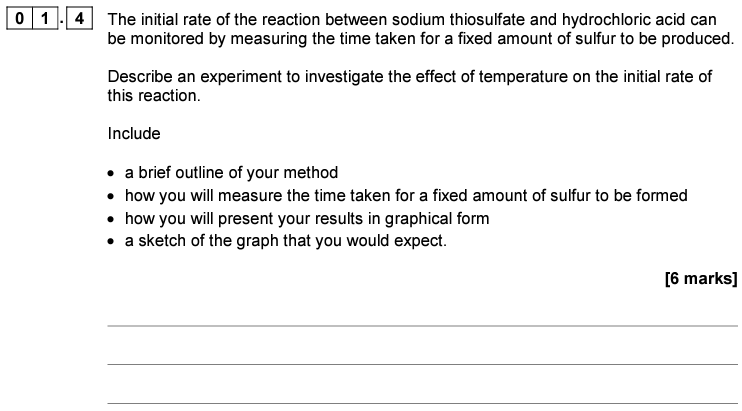 01.4 The initial rate of the reaction between sodium thiosulfate and hydrochloric acid can
be monitored by measuring the time taken for a fixed amount of sulfur to be produced.
Describe an experiment to investigate the effect of temperature on the initial rate of
this reaction.
Include
• a brief outline of your method
• how you will measure the time taken for a fixed amount of sulfur to be formed
• how you will present your results in graphical form
• a sketch of the graph that you would expect.
[6 marks]